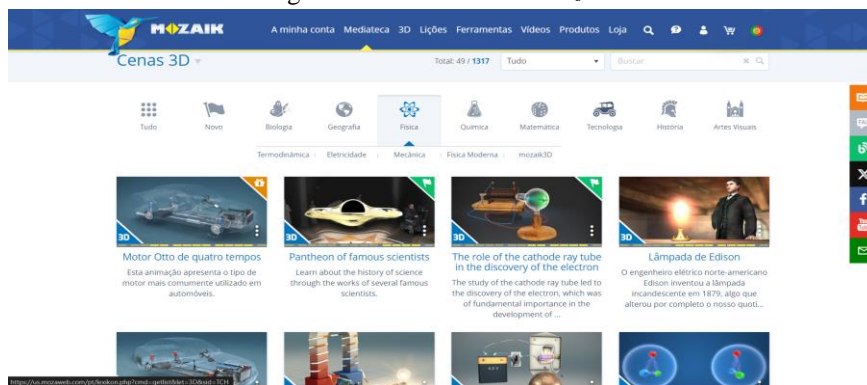 MOZAIK
A minha conta Mediateca 3D Lições Ferramentas Vídeos Produtos Loja
Cenas 3D
Total: 49 / 1317
Tudo
Buscar
Tudo Novo Biologia Geografia Física Química Matemática Tecnologia História Artes Visuais
Termodinâmica Eletricidade Mecânica Física Moderna mozaik3D
3D 3D 3D 3D
Motor Otto de quatro tempos
Esta animação apresenta o tipo de
motor mais comumente utilizado em
automóveis.
Pantheon of famous scientists
Learn about the history of science
through the works of several famous
scientists.
The role of the cathode ray tube
in the discovery of the electron
The study of the cathode ray tube led to
the discovery of the electron, which was
of fundamental importance in the
development of ...
Lâmpada de Edison
O engenheiro elétrico norte-americano
Edison inventou a lâmpada
incandescente em 1879, algo que
alterou por completo o nosso quoti...